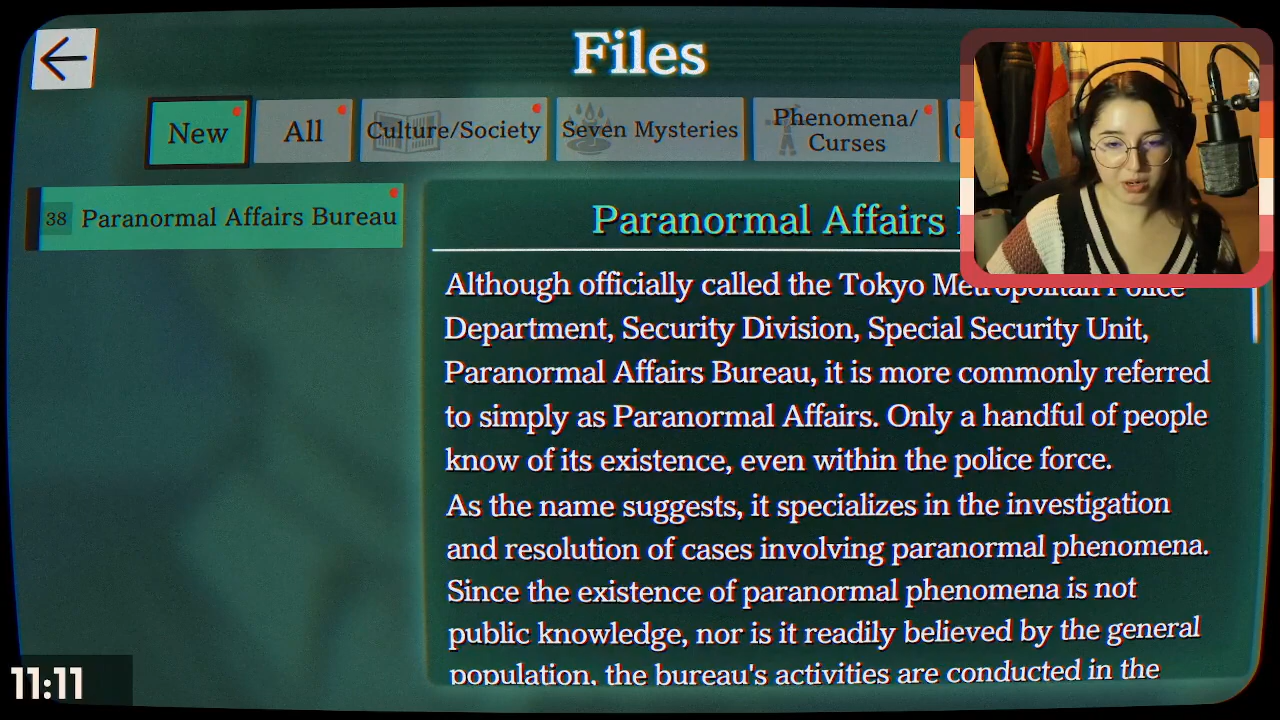 Files
New
All
Culture/Society
Seven Mysteries
Phenomena/
Curses
38 Paranormal Affairs Bureau
Paranormal Affairs
Although officially called the Tokyo Metropolitan Police
Department, Security Division, Special Security Unit,
Paranormal Affairs Bureau, it is more commonly referred
to simply as Paranormal Affairs. Only a handful of people
know of its existence, even within the police force.
As the name suggests, it specializes in the investigation
and resolution of cases involving paranormal phenomena.
Since the existence of paranormal phenomena is not
public knowledge, nor is it readily believed by the general
population, the bureau's activities are conducted in the
11:11